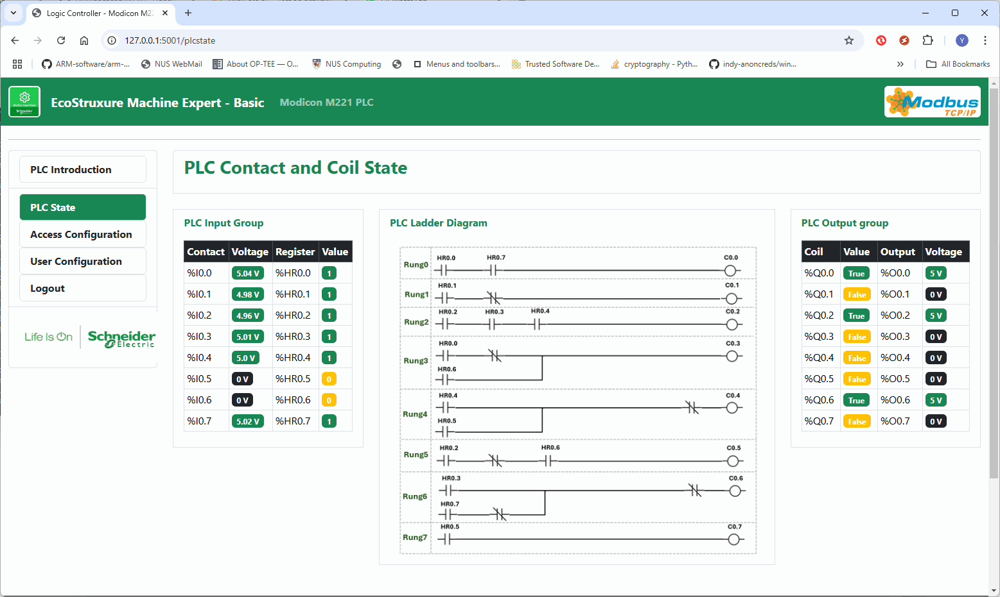 Logic Controller - Modicon M22
127.0.0.1:5001/plcstate
ARM-software/arm-...
NUS WebMail
About OP-TEE — O...
NUS Computing
Menus and toolbars...
Trusted Software De...
cryptography - Pyth...
indy-anoncreds/win...
All Bookmarks
Y
EcoStruxure Machine Expert - Basic
Modicon M221 PLC
Schneider
Electric
Modbus
TCP/IP
PLC Introduction
PLC State
Access Configuration
User Configuration
Logout
Life Is On
Schneider
Electric
PLC Contact and Coil State
PLC Input Group
Contact Voltage Register Value
%I0.0 5.04 V %HR0.0 1
%I0.1 4.98 V %HR0.1 1
%I0.2 4.96 V %HR0.2 1
%I0.3 5.01 V %HR0.3 1
%I0.4 5.0 V %HR0.4 1
%I0.5 0 V %HR0.5 0
%I0.6 0 V %HR0.6 0
%I0.7 5.02 V %HR0.7 1
PLC Ladder Diagram
HR0.0 HR0.7 C0.0
Rung0
HR0.1 C0.1
Rung1
HR0.2 HR0.3 HR0.4 C0.2
Rung2
HR0.0 C0.3
Rung3
HR0.6
HR0.4 C0.4
Rung4
HR0.5
HR0.2 HR0.6 C0.5
Rung5
HR0.3 C0.6
Rung6
HR0.7
HR0.5 C0.7
Rung7
PLC Output group
Coil Value Output Voltage
%Q0.0 True %O0.0 5 V
%Q0.1 False %O0.1 0 V
%Q0.2 True %O0.2 5 V
%Q0.3 False %O0.3 0 V
%Q0.4 False %O0.4 0 V
%Q0.5 False %O0.5 0 V
%Q0.6 True %O0.6 5 V
%Q0.7 False %O0.7 0 V